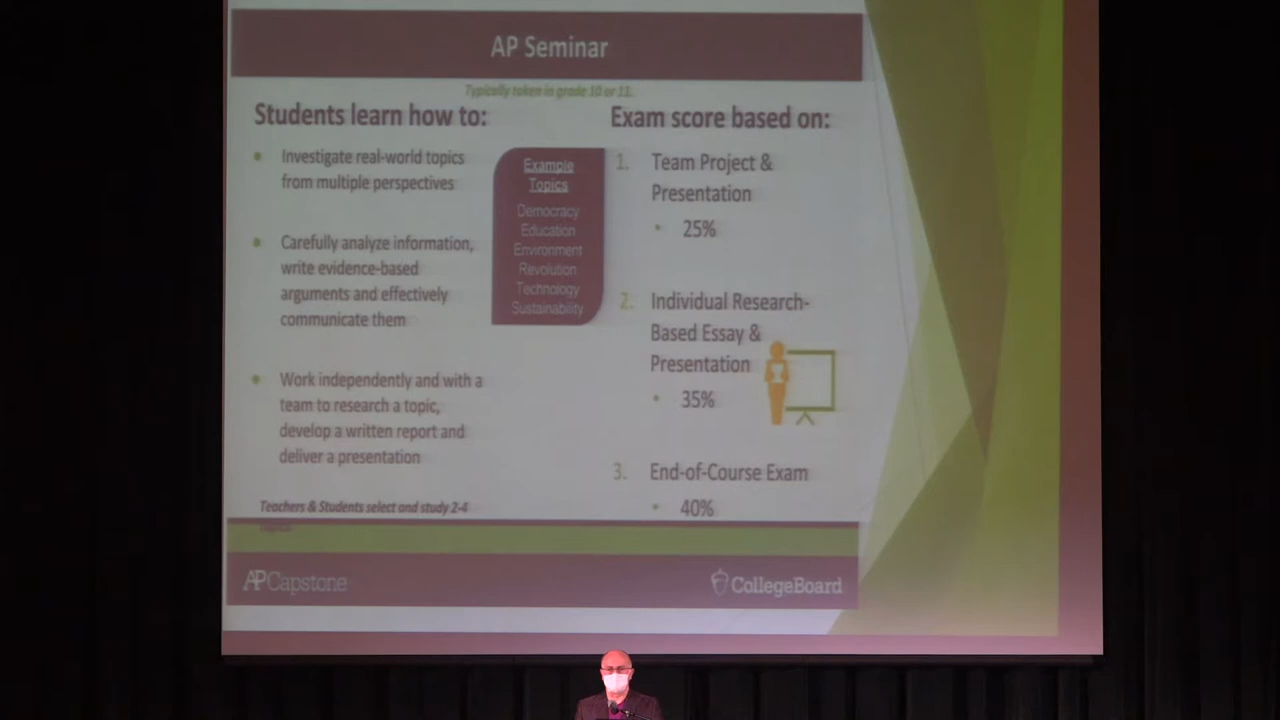 AP Seminar
Typically taken in grade 10 or 11.
Students learn how to:
• Investigate real-world topics
from multiple perspectives
• Carefully analyze information,
write evidence-based
arguments and effectively
communicate them
• Work independently and with a
team to research a topic,
develop a written report and
deliver a presentation
Teachers & Students select and study 2-4
topics.
Example
Topics
Democracy
Education
Environment
Revolution
Technology
Sustainability
Exam score based on:
1. Team Project &
Presentation
• 25%
2. Individual Research-
Based Essay &
Presentation
• 35%
3. End-of-Course Exam
• 40%
AP Capstone
CollegeBoard